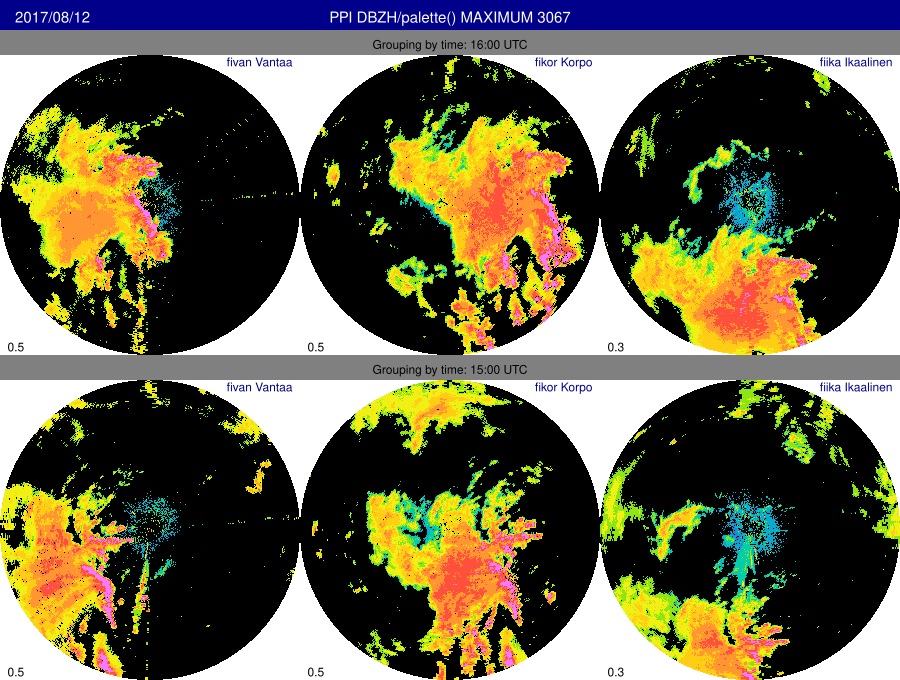 2017/08/12 PPI DBZH/palette() MAXIMUM 3067
Grouping by time: 16:00 UTC
fivan Vantaa fikor Korpo fiika Ikaalinen
0.5 0.5 0.3
Grouping by time: 15:00 UTC
fivan Vantaa fikor Korpo fiika Ikaalinen
0.5 0.5 0.3